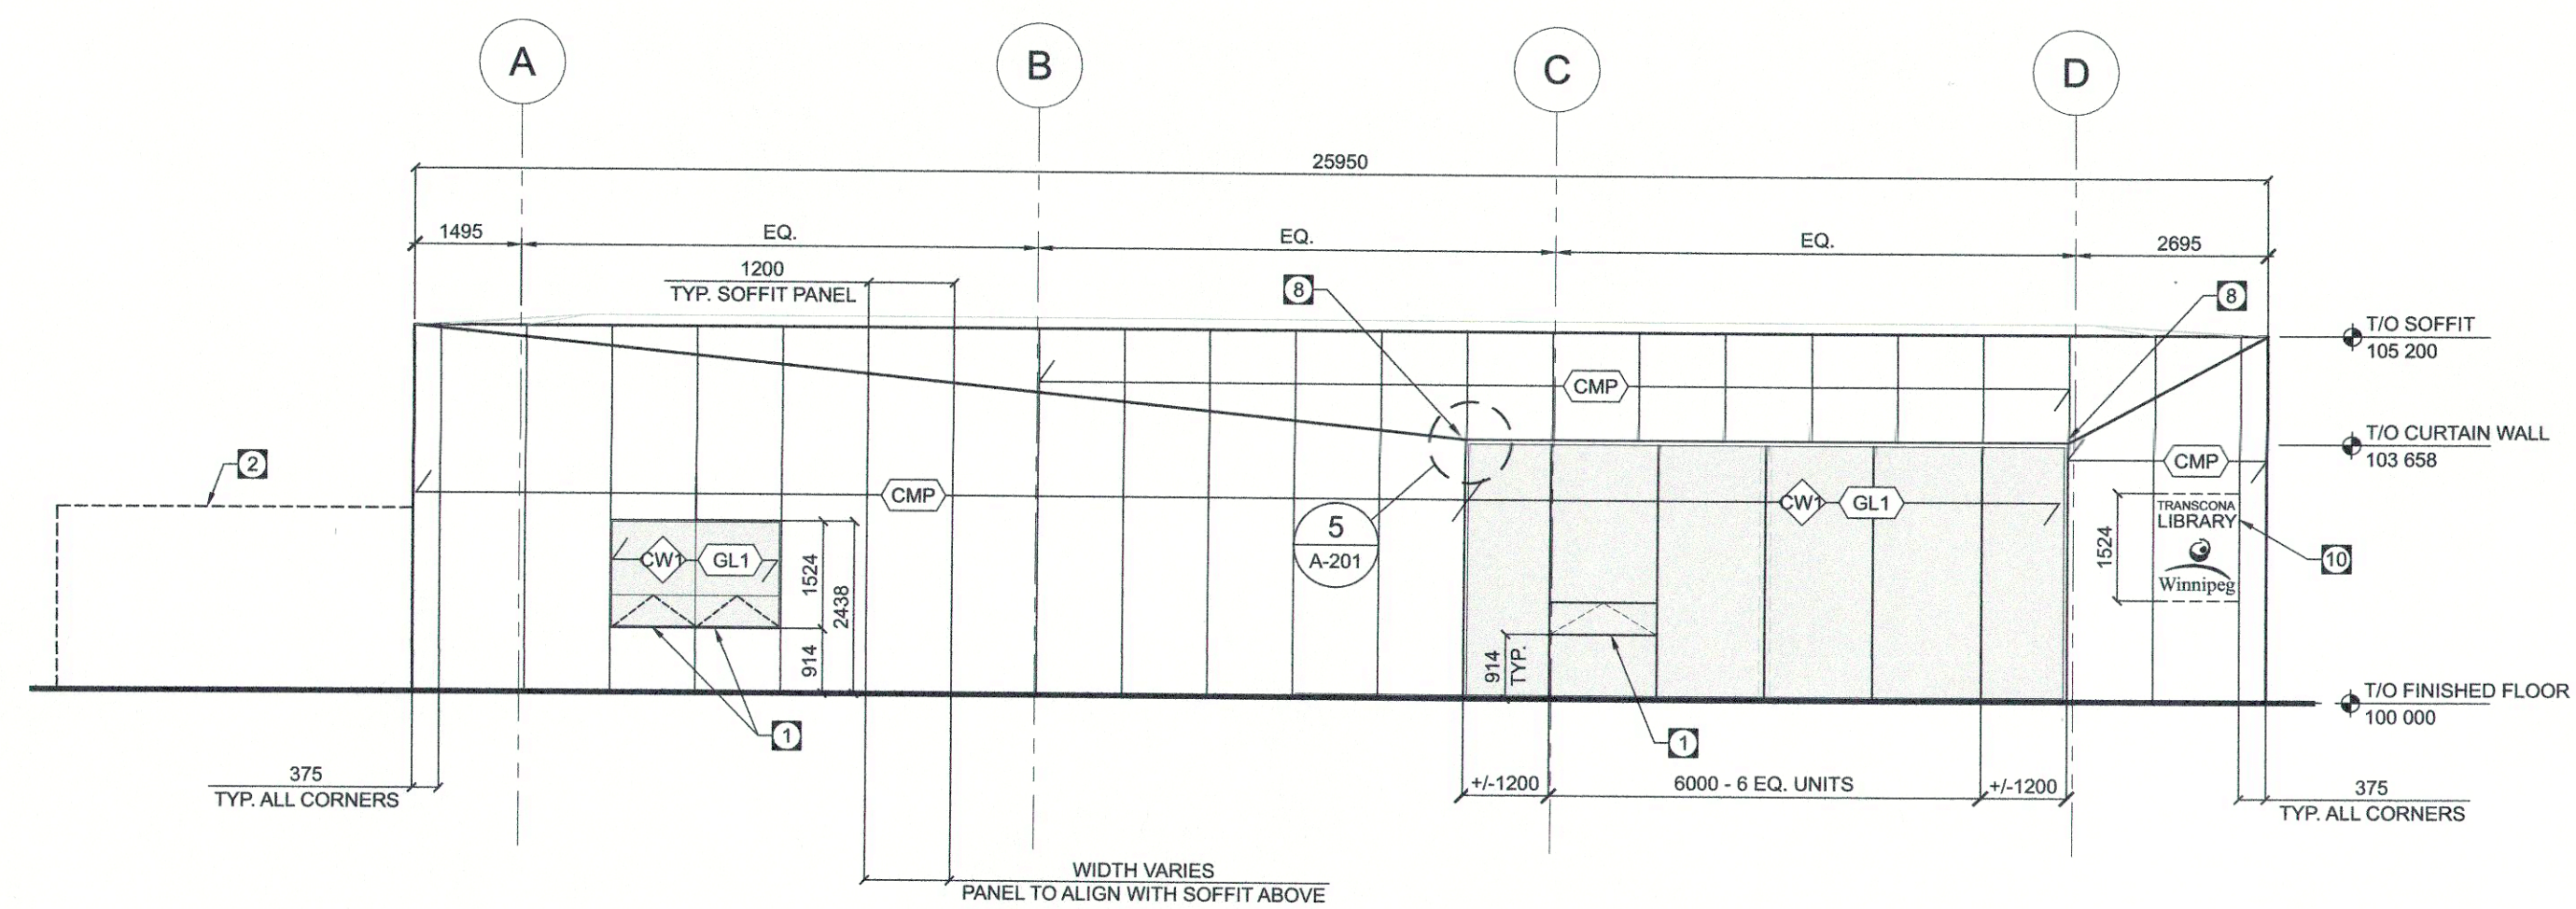 A
B
C
D
25950
1495
EQ.
EQ.
EQ.
2695
1200
TYP. SOFFIT PANEL
8
8
T/O SOFFIT
105 200
CMP
T/O CURTAIN WALL
103 658
2
CMP
CMP
CW1
GL1
TRANSCONA
LIBRARY
Winnipeg
1524
10
5
A-201
CW1
GL1
1524
2438
914
914
TYP.
T/O FINISHED FLOOR
100 000
1
1
375
TYP. ALL CORNERS
+/-1200
6000 - 6 EQ. UNITS
+/-1200
375
TYP. ALL CORNERS
WIDTH VARIES
PANEL TO ALIGN WITH SOFFIT ABOVE